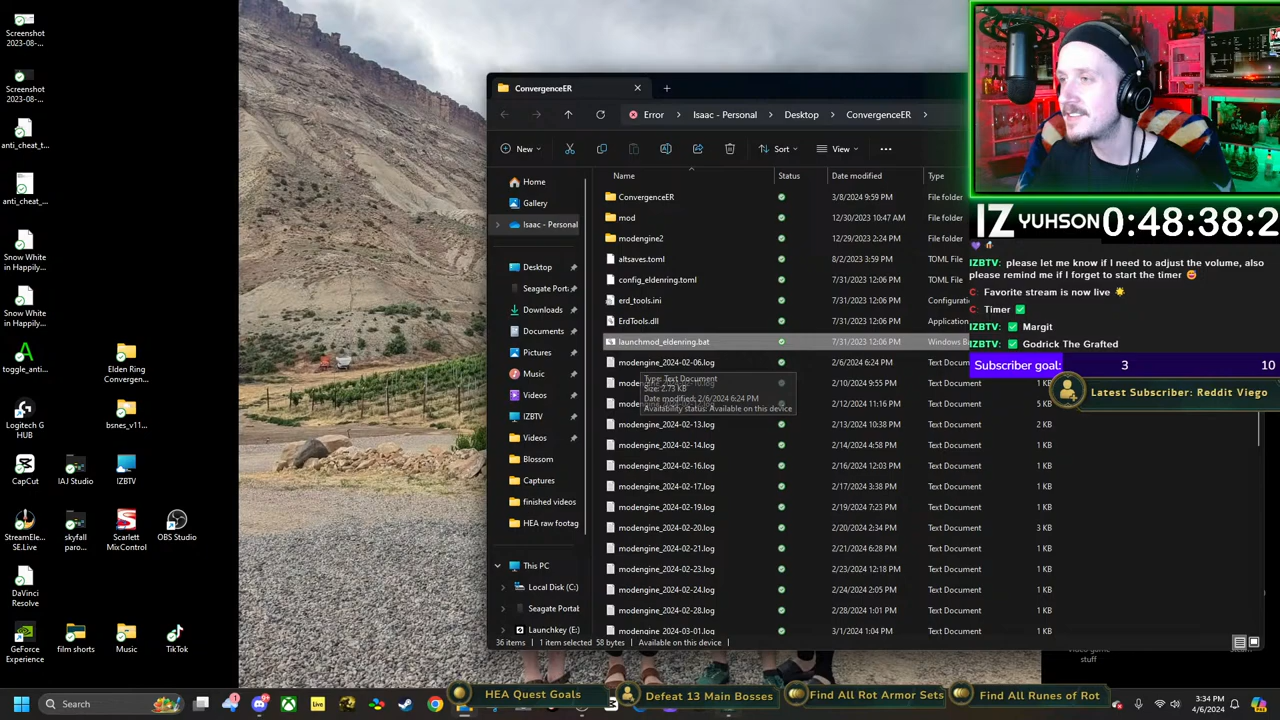 Screenshot
2023-08-...
Screenshot
2023-08-...
anti_cheat_t...
anti_cheat_...
Snow White
in Happily...
Snow White
in Happily...
toggle_anti...
Elden Ring
Convergen...
Logitech G
HUB
bsnes_v11...
CapCut
IAJ Studio
IZBTV
StreamEle...
SE.Live
skyfall
paro...
Scarlett
MixControl
OBS Studio
DaVinci
Resolve
GeForce
Experience
film shorts
Music
TikTok
ConvergenceER
Error
Isaac - Personal
Desktop
ConvergenceER
New
Sort
View
Home
Gallery
Isaac - Personal
Desktop
Seagate Port
Downloads
Documents
Pictures
Music
Videos
IZBTV
Videos
Blossom
Captures
finished videos
HEA raw footag
This PC
Local Disk (C:)
Seagate Portat
Launchkey (E:)
Name Status Date modified Type
ConvergenceER 3/8/2024 9:59 PM File folder
mod 12/30/2023 10:47 AM File folder
modengine2 12/29/2023 2:24 PM File folder
altsaves.toml 8/2/2023 3:59 PM TOML File
config_eldenring.toml 7/31/2023 12:06 PM TOML File
erd_tools.ini 7/31/2023 12:06 PM Configurati
ErdTools.dll 7/31/2023 12:06 PM Application
launchmod_eldenring.bat 7/31/2023 12:06 PM Windows B
modengine_2024-02-06.log 2/6/2024 6:24 PM Text Docum
2/10/2024 9:55 PM Text Docum
2/12/2024 11:16 PM Text Document 5 KB
modengine_2024-02-13.log 2/13/2024 10:38 PM Text Document 2 KB
modengine_2024-02-14.log 2/14/2024 4:58 PM Text Document 1 KB
modengine_2024-02-16.log 2/16/2024 12:03 PM Text Document 1 KB
modengine_2024-02-17.log 2/17/2024 3:38 PM Text Document 1 KB
modengine_2024-02-19.log 2/19/2024 7:23 PM Text Document 1 KB
modengine_2024-02-20.log 2/20/2024 2:34 PM Text Document 3 KB
modengine_2024-02-21.log 2/21/2024 6:28 PM Text Document 1 KB
modengine_2024-02-23.log 2/23/2024 12:18 PM Text Document 1 KB
modengine_2024-02-24.log 2/24/2024 2:05 PM Text Document 1 KB
modengine_2024-02-28.log 2/28/2024 1:01 PM Text Document 1 KB
modengine_2024-03-01.log 3/1/2024 1:04 PM Text Document 1 KB
Type: Text Document
Size: 2.73 KB
Date modified: 2/6/2024 6:24 PM
Availability status: Available on this device
36 items 1 item selected 58 bytes Available on this device
IZ YUHSON 0:48:38:2
IZBTV: please let me know if I need to adjust the volume, also
please remind me if I forget to start the timer
Favorite stream is now live
Timer
IZBTV: Margit
IZBTV: Godrick The Grafted
Subscriber goal: 3 10
Latest Subscriber: Reddit Viego
stuff
Search
HEA Quest Goals
Defeat 13 Main Bosses
Find All Rot Armor Sets
Find All Runes of Rot
3:34 PM
4/6/2024